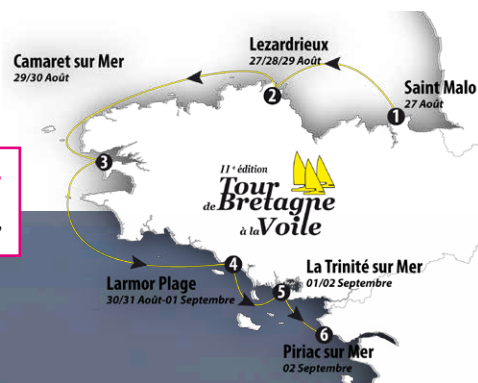 Lezardrieux
27/28/29 Août
Camaret sur Mer
29/30 Août
Saint Malo
27 Août
1
2
3
11e édition
Tour
de Bretagne
à la Voile
4
Larmor Plage
30/31 Août-01 Septembre
5
La Trinité sur Mer
01/02 Septembre
6
Piriac sur Mer
02 Septembre